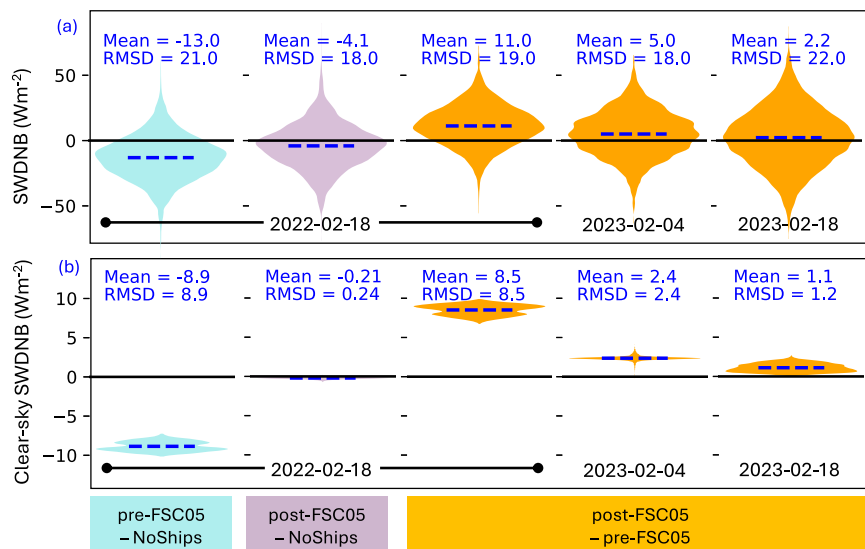 (a)
Mean = -13.0
RMSD = 21.0
Mean = -4.1
RMSD = 18.0
Mean = 11.0
RMSD = 19.0
Mean = 5.0
RMSD = 18.0
Mean = 2.2
RMSD = 22.0
SWDNB (Wm⁻²)
50
0
−50
2022-02-18
2023-02-04
2023-02-18
(b)
Mean = -8.9
RMSD = 8.9
Mean = -0.21
RMSD = 0.24
Mean = 8.5
RMSD = 8.5
Mean = 2.4
RMSD = 2.4
Mean = 1.1
RMSD = 1.2
Clear-sky SWDNB (Wm⁻²)
10
5
0
−5
−10
2022-02-18
2023-02-04
2023-02-18
pre-FSC05
– NoShips
post-FSC05
– NoShips
post-FSC05
– pre-FSC05